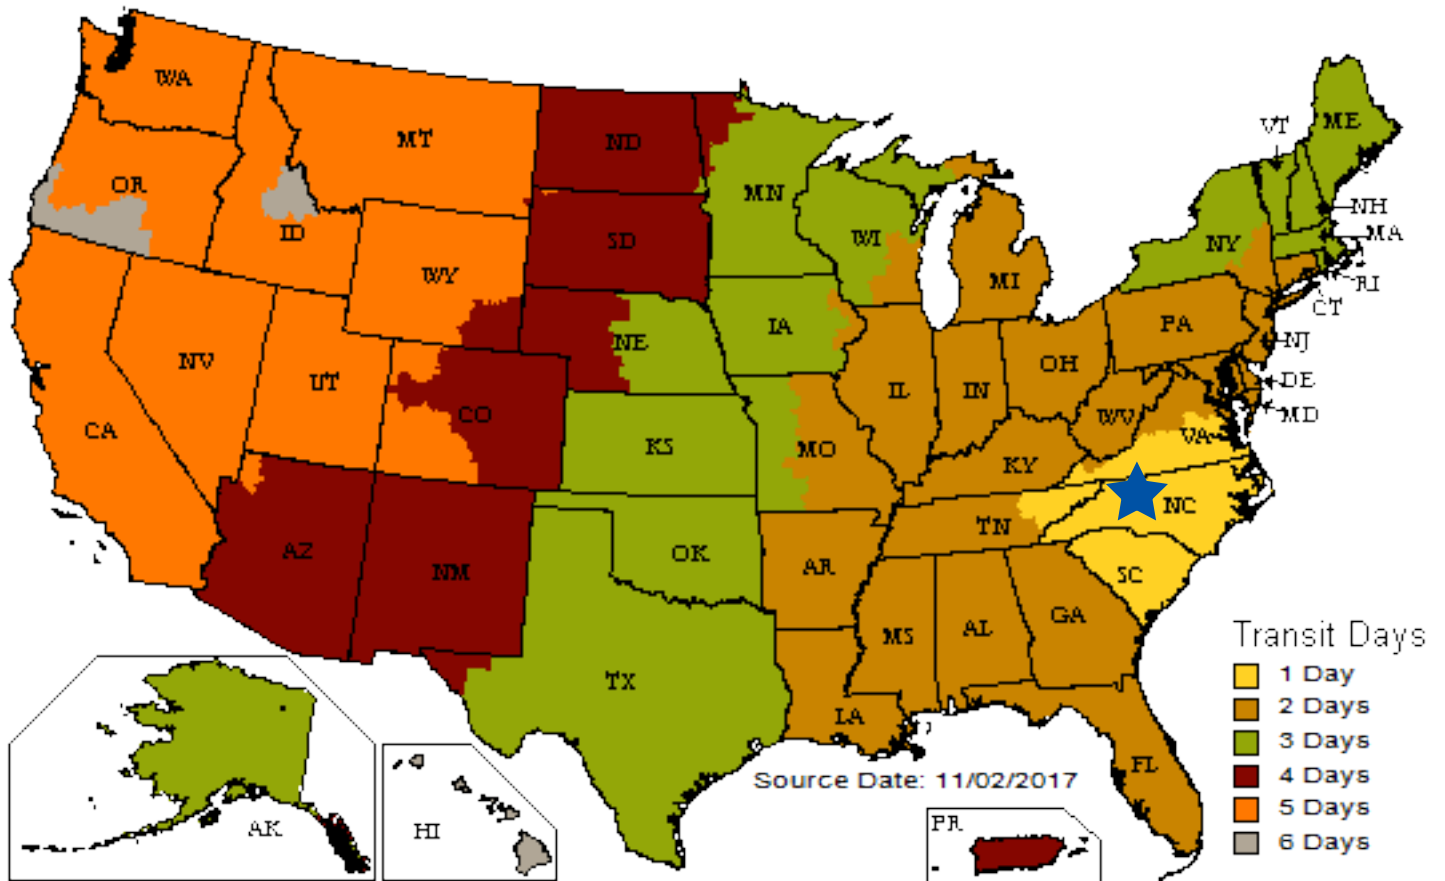 WA
MT
ND
OR
ID
MN
SD
WI
WY
MI
VT
ME
NH
MA
NY
RI
CT
PA
NJ
DE
MD
IA
NE
NV
UT
CO
CA
IL
IN
OH
WV
VA
KS
MO
KY
NC
TN
AZ
NM
OK
AR
SC
MS
AL
GA
TX
LA
FL
AK
HI
PR
Source Date: 11/02/2017
Transit Days
1 Day
2 Days
3 Days
4 Days
5 Days
6 Days